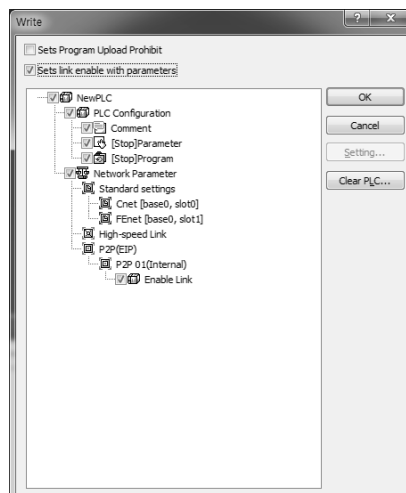 Write
Sets Program Upload Prohibit
Sets link enable with parameters
NewPLC
PLC Configuration
Comment
[Stop]Parameter
[Stop]Program
Network Parameter
Standard settings
Cnet [base0, slot0]
FEnet [base0, slot1]
High-speed Link
P2P(EIP)
P2P 01(Internal)
Enable Link
OK
Cancel
Setting...
Clear PLC...